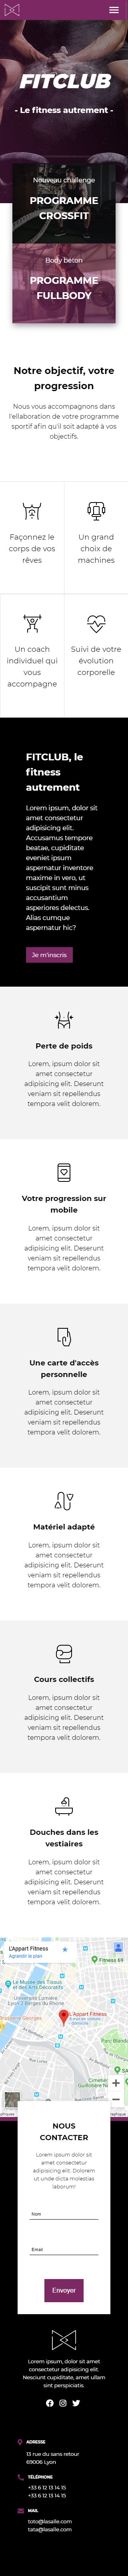 FITCLUB
- Le fitness autrement -
Nouveau challenge
PROGRAMME
CROSSFIT
Body béton
PROGRAMME
FULLBODY
Notre objectif, votre
progression
Nous vous accompagnons dans
l'ellaboration de votre programme
sportif afin qu'il soit adapté à vos
objectifs.
Façonnez le
corps de vos
rêves
Un grand
choix de
machines
Un coach
individuel qui
vous
accompagne
Suivi de votre
évolution
corporelle
FITCLUB, le
fitness
autrement
Lorem ipsum, dolor sit
amet consectetur
adipisicing elit.
Accusamus tempore
beatae, cupiditate
eveniet ipsum
aspernatur inventore
maxime in vero, ut
suscipit sunt minus
accusantium
asperiores delectus.
Alias cumque
aspernatur hic?
Je m'inscris
Perte de poids
Lorem, ipsum dolor sit
amet consectetur
adipisicing elit. Deserunt
veniam sit repellendus
tempora velit dolorem.
Votre progression sur
mobile
Lorem, ipsum dolor sit
amet consectetur
adipisicing elit. Deserunt
veniam sit repellendus
tempora velit dolorem.
Une carte d'accès
personnelle
Lorem, ipsum dolor sit
amet consectetur
adipisicing elit. Deserunt
veniam sit repellendus
tempora velit dolorem.
Matériel adapté
Lorem, ipsum dolor sit
amet consectetur
adipisicing elit. Deserunt
veniam sit repellendus
tempora velit dolorem.
Cours collectifs
Lorem, ipsum dolor sit
amet consectetur
adipisicing elit. Deserunt
veniam sit repellendus
tempora velit dolorem.
Douches dans les
vestiaires
Lorem, ipsum dolor sit
amet consectetur
adipisicing elit. Deserunt
veniam sit repellendus
tempora velit dolorem.
L'Appart Fitness
Agrandir le plan
Fitness 69
Le Musée des Tissus
et des Arts Décoratifs
Université Lumière
Lyon 2 Berges du Rhône
L'Appart Fitness
NOUS
CONTACTER
Lorem ipsum dolor sit
amet consectetur,
adipisicing elit. Dolorem
ut dicta tempore molestias
laborum!
Nom
Email
Envoyer
Lorem, ipsum dolor sit amet
consectetur adipisicing elit.
Nesciunt cupiditate, amet ullam
sint perspiciatis.
ADRESSE
13 rue du sans retour
69006 Lyon
TÉLÉPHONE
+33 6 12 13 14 15
+33 6 12 13 14 15
MAIL
toto@lasalle.com
tata@lasalle.com